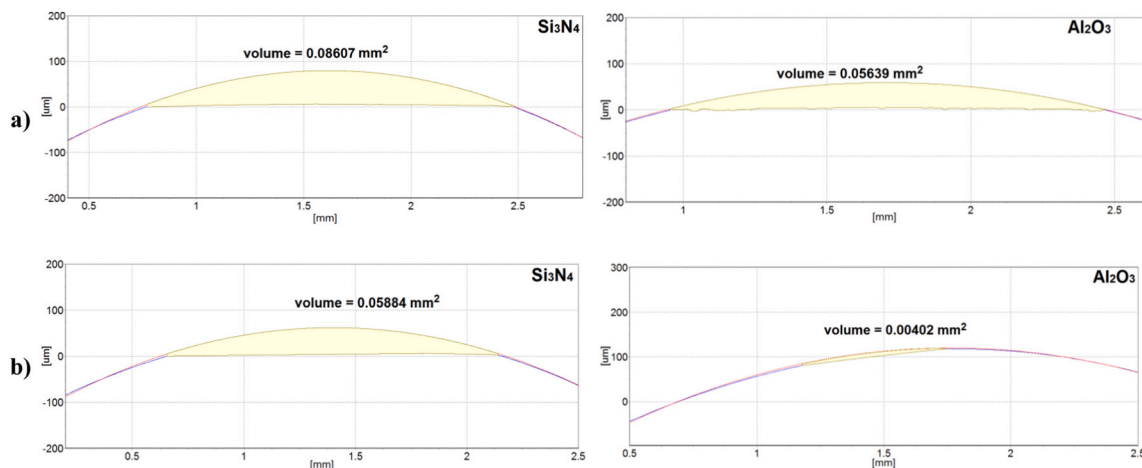 a)
Si₃N₄
volume = 0.08607 mm²
200
100
0
-100
-200
[um]
0.5 1 1.5 2 2.5
[mm]
Al₂O₃
volume = 0.05639 mm²
200
100
0
-100
-200
[um]
1 1.5 2 2.5
[mm]
b)
Si₃N₄
volume = 0.05884 mm²
200
100
0
-100
-200
[um]
0.5 1 1.5 2 2.5
[mm]
Al₂O₃
volume = 0.00402 mm²
300
200
100
0
[um]
0.5 1 1.5 2 2.5
[mm]